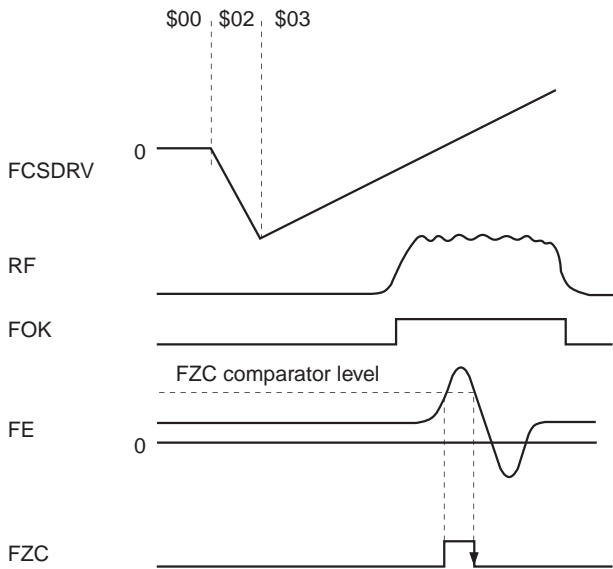 $00 $02 $03
0
FCSDRV
RF
FOK
FZC comparator level
FE
0
FZC